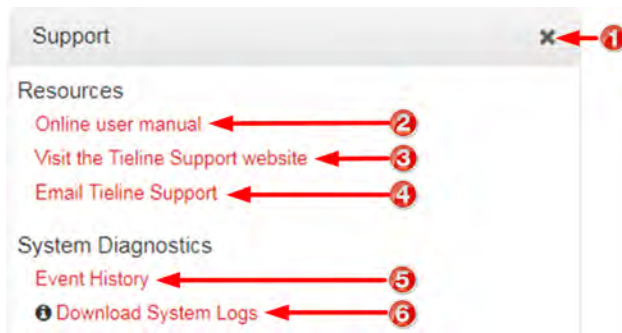 Support
✖
1
Resources
Online user manual
2
Visit the Tieline Support website
3
Email Tieline Support
4
System Diagnostics
Event History
5
Download System Logs
6